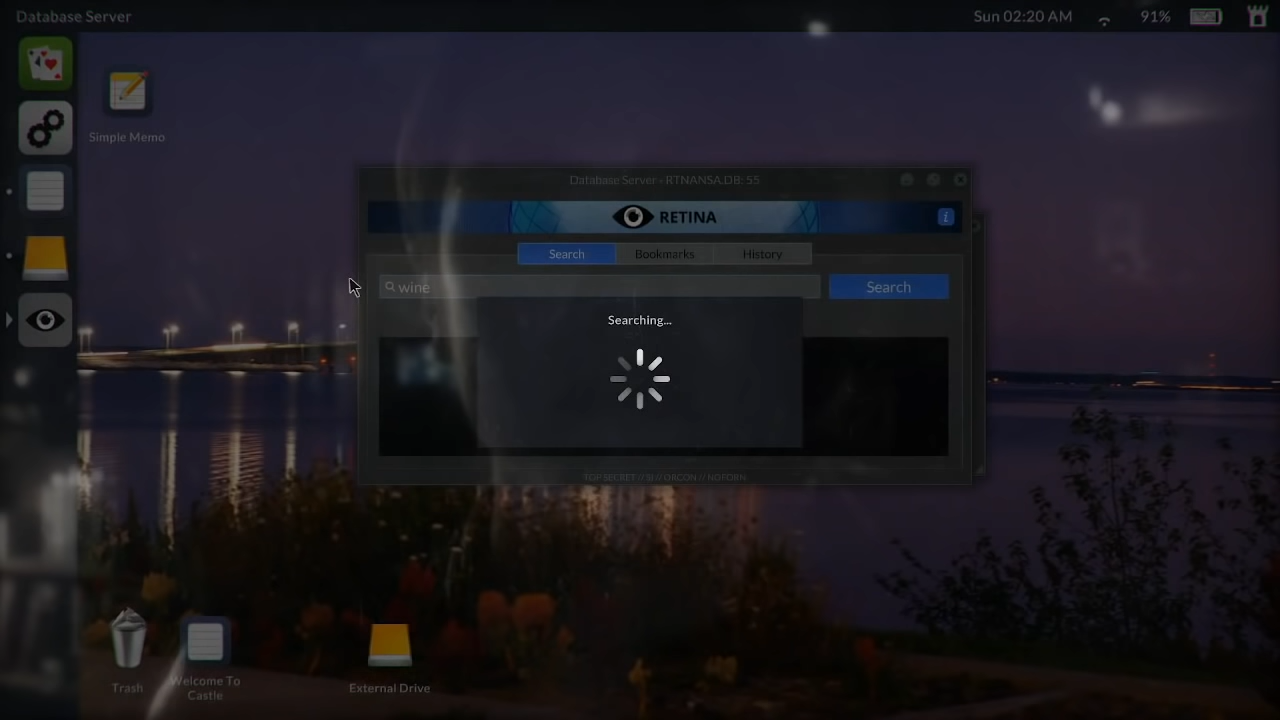 Database Server
Sun 02:20 AM
91%
Simple Memo
Database Server - RTNANSA.DB: 55
RETINA
i
Search
Bookmarks
History
wine
Search
Searching...
TOP SECRET // SI // ORCON // NOFORN
Trash
Welcome To
Castle
External Drive